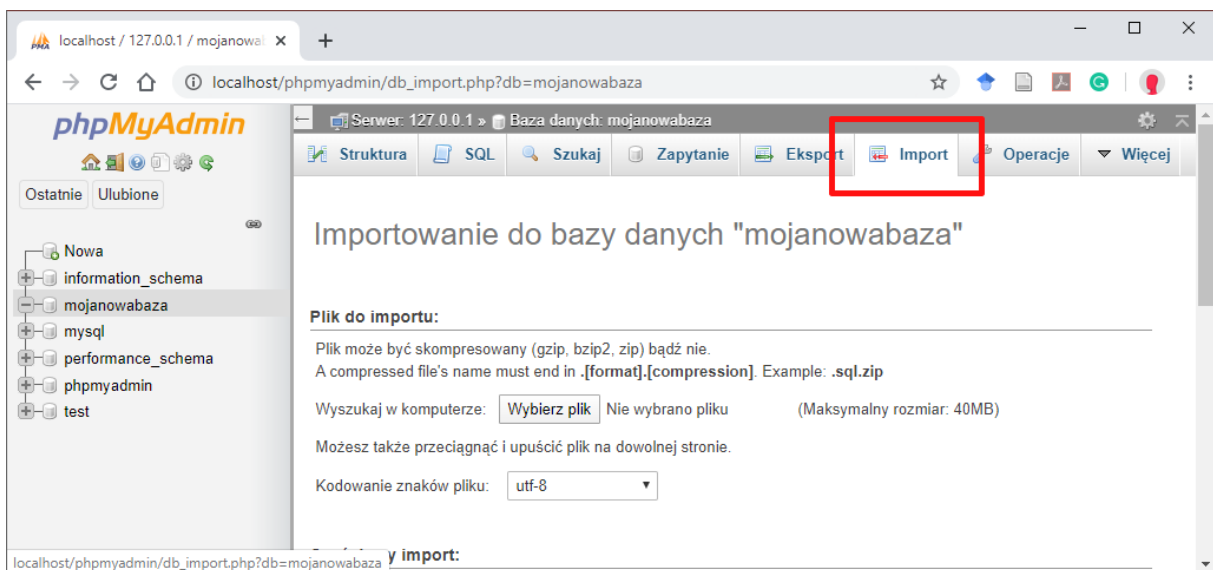 localhost / 127.0.0.1 / mojanowab
localhost/phpmyadmin/db_import.php?db=mojanowabaza
phpMyAdmin
Ostatnie Ulubione
Nowa
information_schema
mojanowabaza
mysql
performance_schema
phpmyadmin
test
Serwer: 127.0.0.1 » Baza danych: mojanowabaza
Struktura SQL Szukaj Zapytanie Eksport Import Operacje Więcej
Importowanie do bazy danych "mojanowabaza"
Plik do importu:
Plik może być skompresowany (gzip, bzip2, zip) bądź nie.
A compressed file's name must end in .[format].[compression]. Example: .sql.zip
Wyszukaj w komputerze: Wybierz plik Nie wybrano pliku (Maksymalny rozmiar: 40MB)
Możesz także przeciągnąć i upuścić plik na dowolnej stronie.
Kodowanie znaków pliku: utf-8
import:
localhost/phpmyadmin/db_import.php?db=mojanowabaza